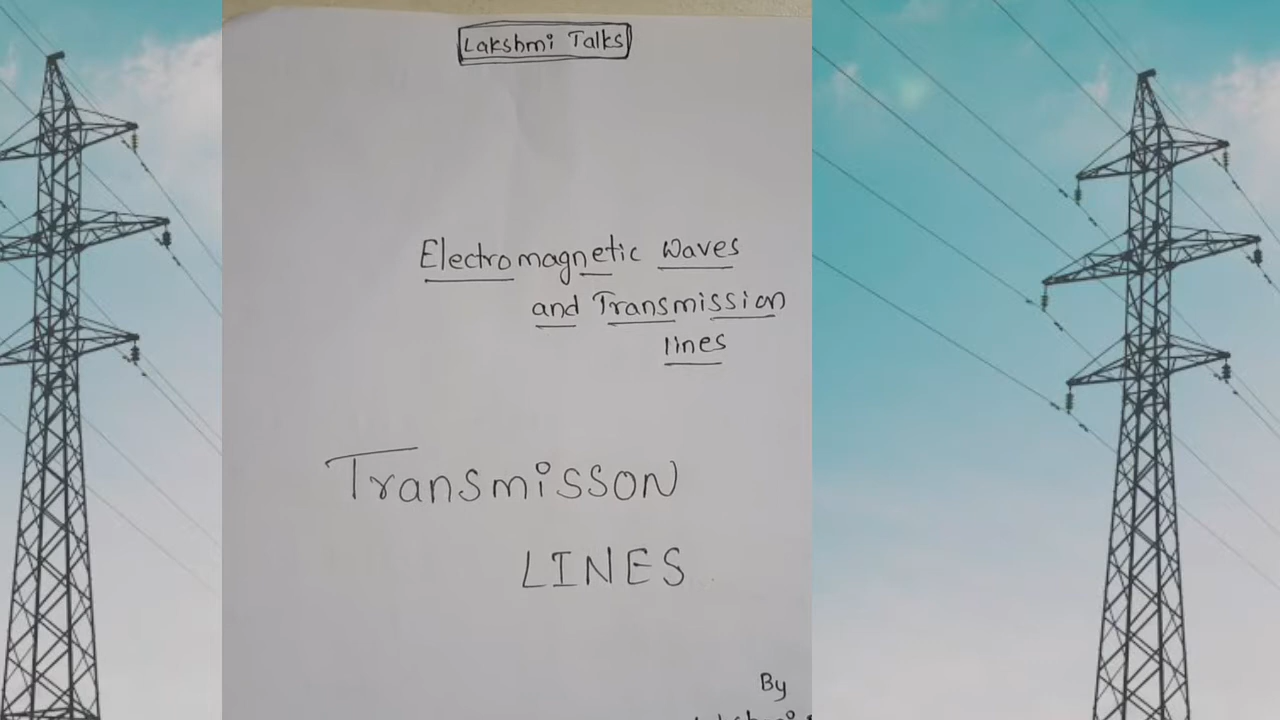 Lakshmi Talks
Electromagnetic Waves
and Transmission
lines
Transmisson
LINES
By